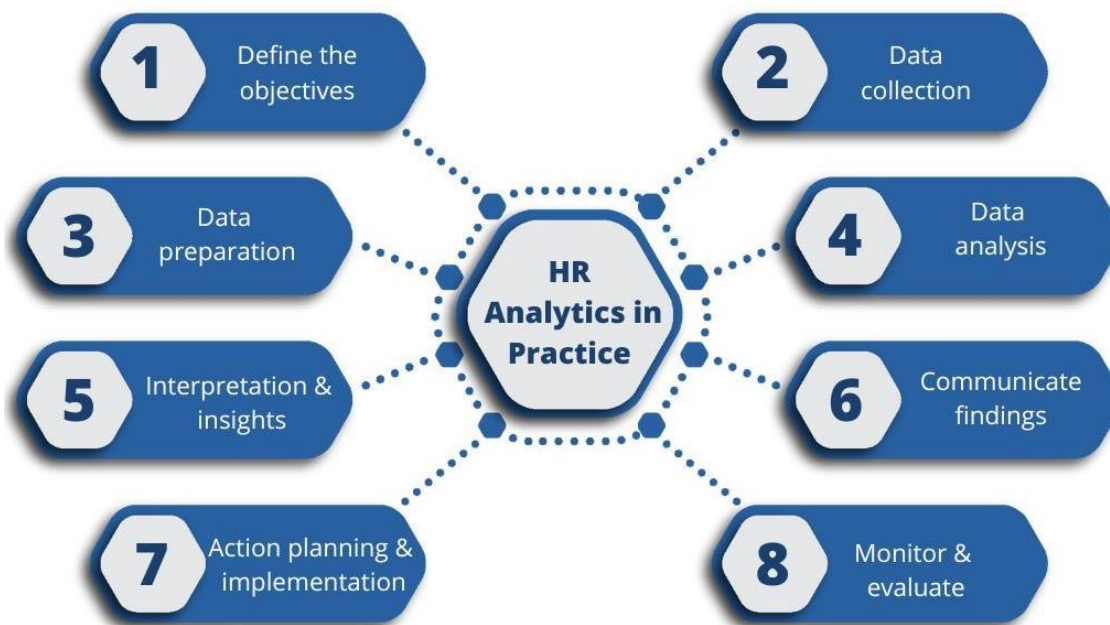 1
Define the
objectives
2
Data
collection
3
Data
preparation
4
Data
analysis
HR
Analytics in
Practice
5
Interpretation &
insights
6
Communicate
findings
7
Action planning &
implementation
8
Monitor &
evaluate